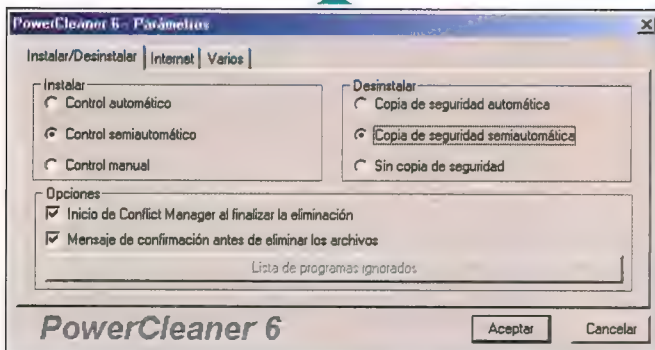 PowerCleaner 6 - Parámetros
Instalar/Desinstalar Internet Varios
Instalar
Control automático
Control semiautomático
Control manual
Desinstalar
Copia de seguridad automática
Copia de seguridad semiautomática
Sin copia de seguridad
Opciones
Inicio de Conflict Manager al finalizar la eliminación
Mensaje de confirmación antes de eliminar los archivos
Lista de programas ignorados
PowerCleaner 6
Aceptar
Cancelar